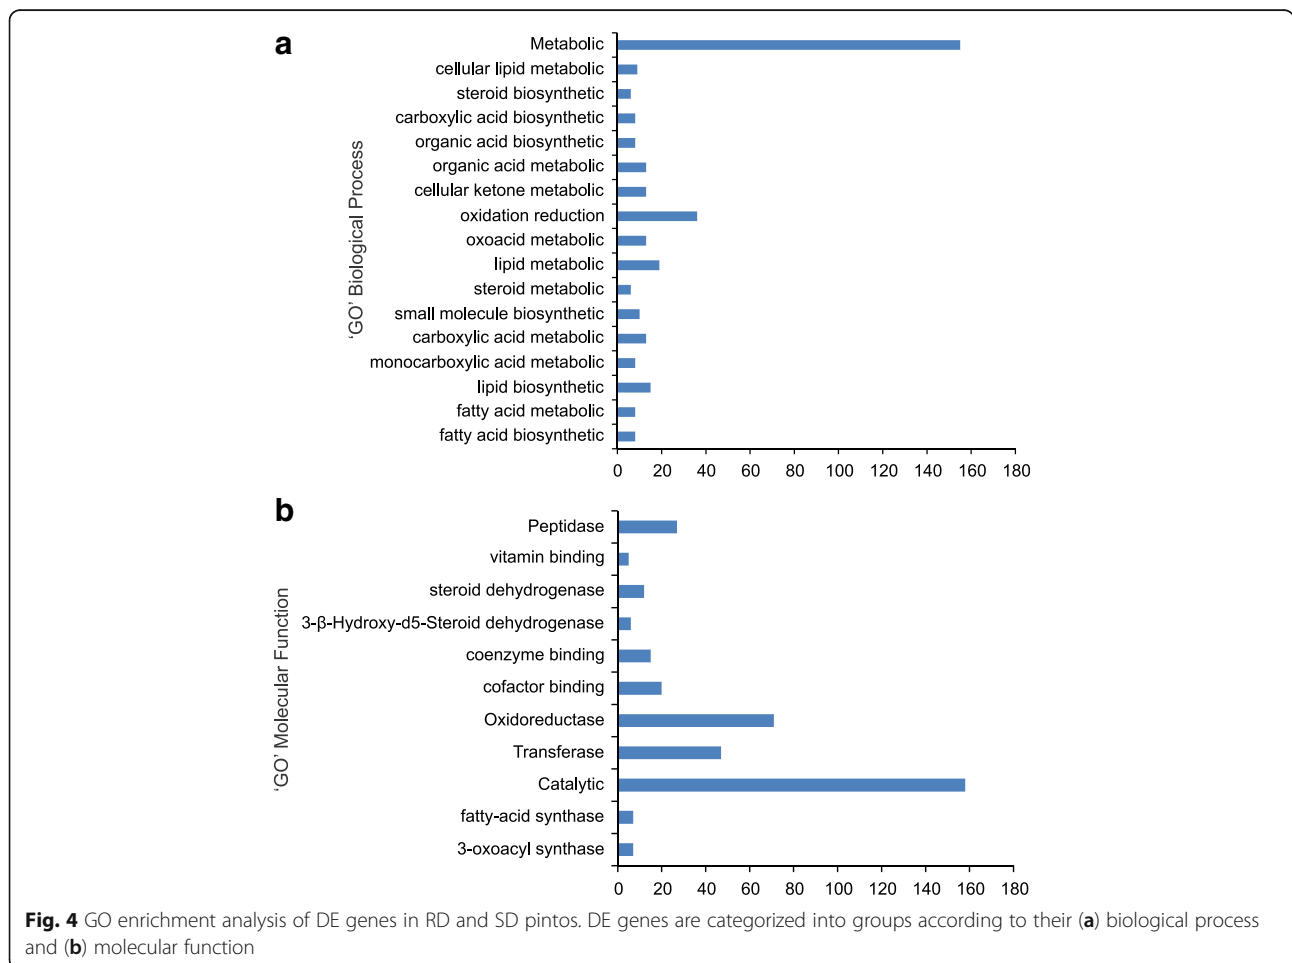 a
'GO' Biological Process
Metabolic
cellular lipid metabolic
steroid biosynthetic
carboxylic acid biosynthetic
organic acid biosynthetic
organic acid metabolic
cellular ketone metabolic
oxidation reduction
oxoacid metabolic
lipid metabolic
steroid metabolic
small molecule biosynthetic
carboxylic acid metabolic
monocarboxylic acid metabolic
lipid biosynthetic
fatty acid metabolic
fatty acid biosynthetic
0 20 40 60 80 100 120 140 160 180
b
'GO' Molecular Function
Peptidase
vitamin binding
steroid dehydrogenase
3-β-Hydroxy-d5-Steroid dehydrogenase
coenzyme binding
cofactor binding
Oxidoreductase
Transferase
Catalytic
fatty-acid synthase
3-oxoacyl synthase
0 20 40 60 80 100 120 140 160 180
Fig. 4 GO enrichment analysis of DE genes in RD and SD pintos. DE genes are categorized into groups according to their (a) biological process
and (b) molecular function